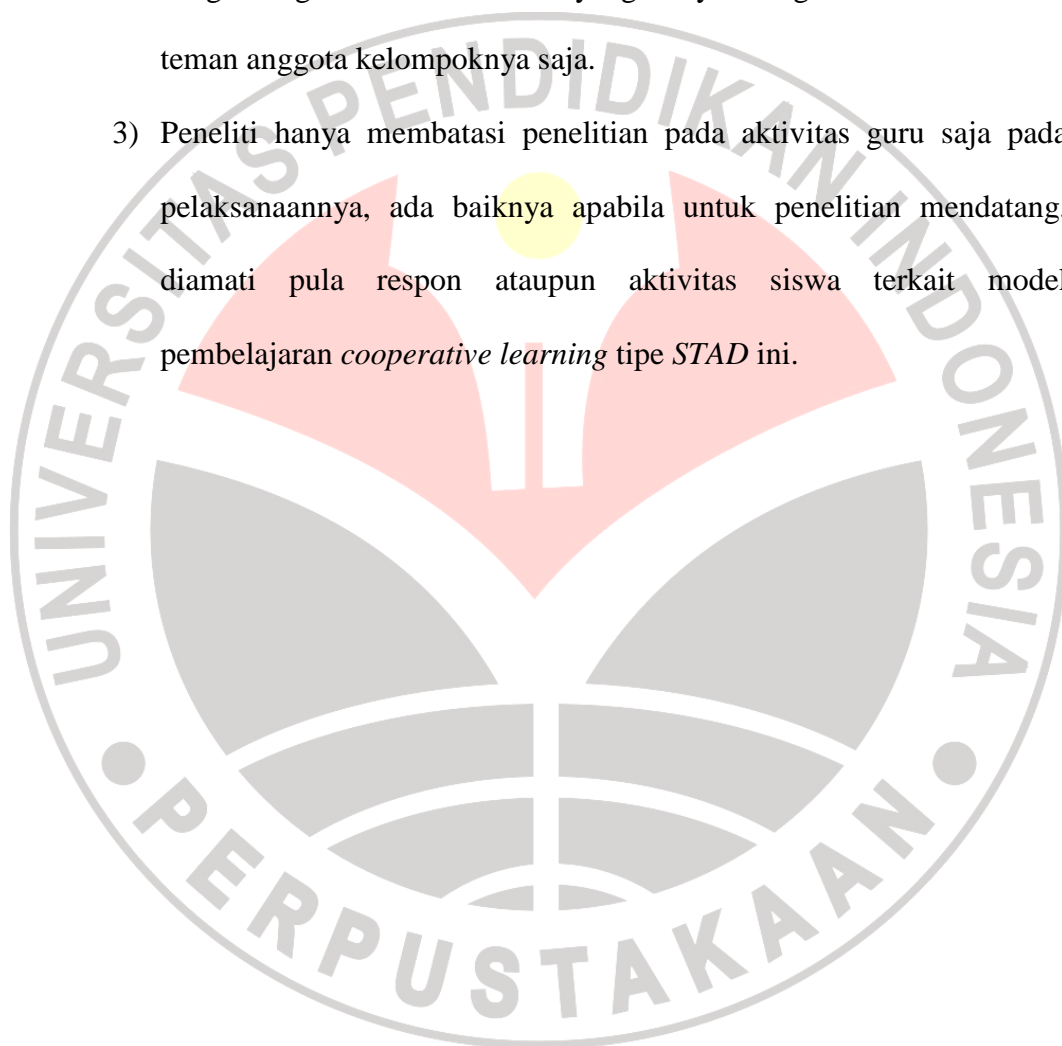 teman anggota kelompoknya saja.
3) Peneliti hanya membatasi penelitian pada aktivitas guru saja pada
pelaksanaannya, ada baiknya apabila untuk penelitian mendatang,
diamati pula respon ataupun aktivitas siswa terkait model
pembelajaran cooperative learning tipe STAD ini.
UNIVERSITAS PENDIDIKAN INDONESIA
PERPUSTAKAAN